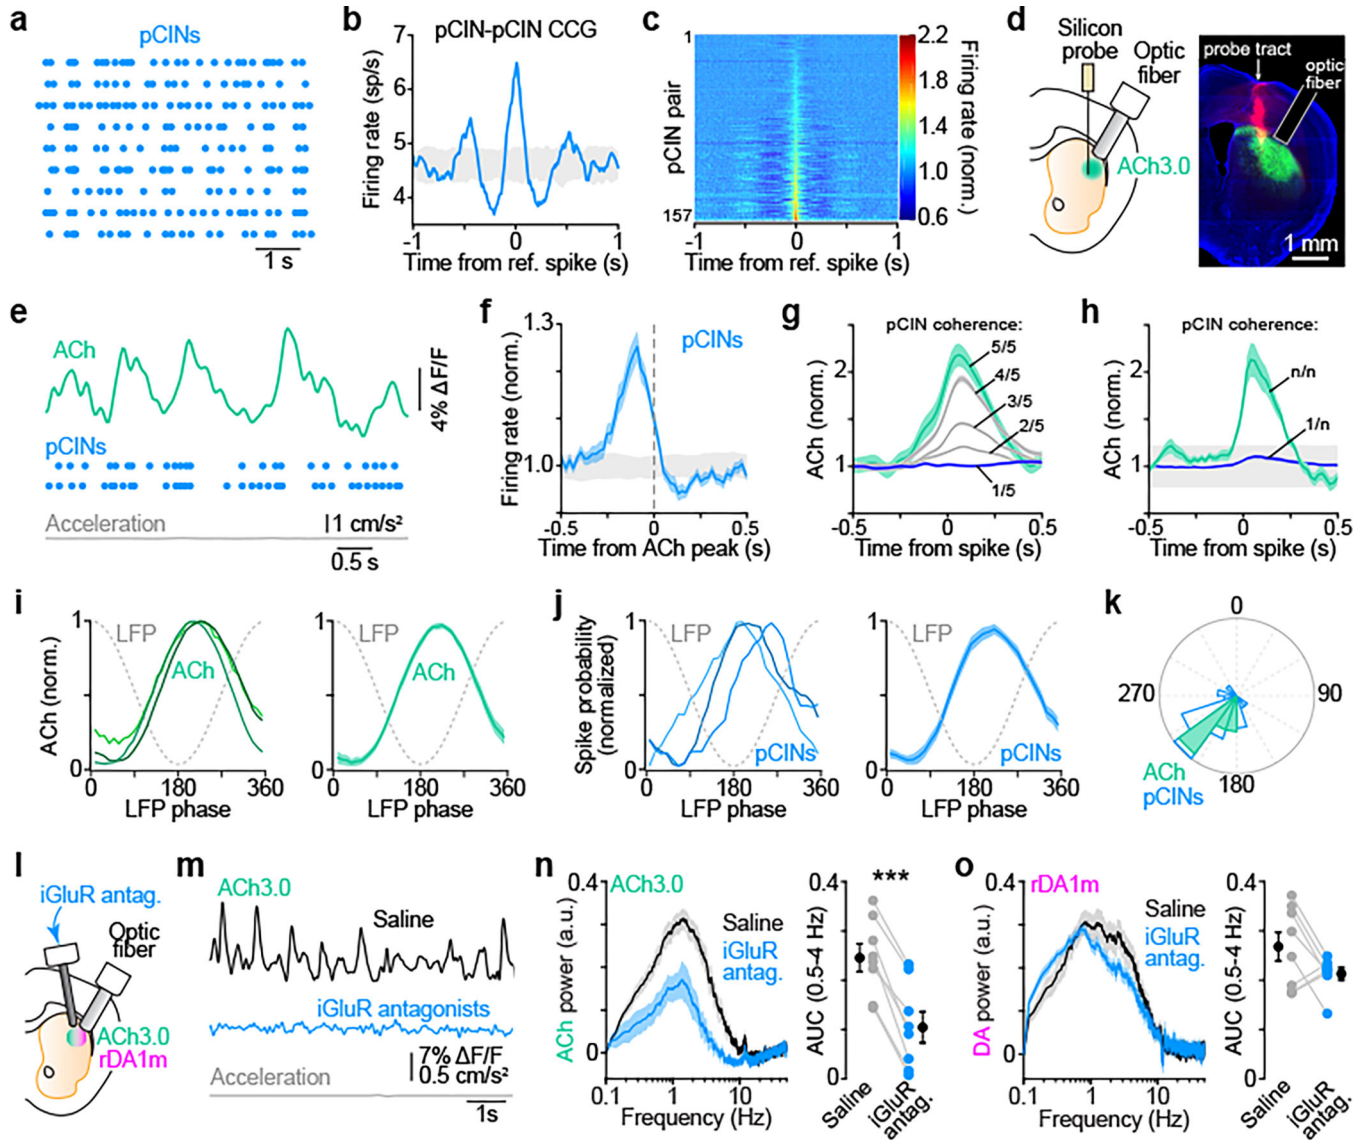 a
pCINs
1 s
b
pCIN-pCIN CCG
Firing rate (sp/s)
7
6
5
4
-1 0 1
Time from ref. spike (s)
c
pCIN pair
1
157
-1 0 1
Time from ref. spike (s)
2.2
1.8
1.4
1.0
0.6
Firing rate (norm.)
d
Silicon
probe
Optic
fiber
ACh3.0
probe tract
optic
fiber
1 mm
e
ACh
4% ΔF/F
pCINs
Acceleration
1 cm/s²
0.5 s
f
pCINs
Firing rate (norm.)
1.3
1.0
-0.5 0 0.5
Time from ACh peak (s)
g
pCIN coherence:
5/5
4/5
3/5
2/5
1/5
ACh (norm.)
2
1
-0.5 0 0.5
Time from spike (s)
h
pCIN coherence:
n/n
1/n
ACh (norm.)
2
1
-0.5 0 0.5
Time from spike (s)
i
ACh (norm.)
1
0
LFP
ACh
0 180 360
LFP phase
1
0
LFP
ACh
0 180 360
LFP phase
j
Spike probability
(normalized)
1
0
LFP
pCINs
0 180 360
LFP phase
1
0
LFP
pCINs
0 180 360
LFP phase
k
0
270
90
180
ACh
pCINs
l
iGluR antag.
Optic
fiber
ACh3.0
rDA1m
m
ACh3.0
Saline
iGluR antagonists
7% ΔF/F
0.5 cm/s²
Acceleration
1s
n
ACh3.0
0.4
0
ACh power (a.u.)
Saline
iGluR
antag.
0.1 1 10
Frequency (Hz)
***
0.4
0
AUC (0.5-4 Hz)
Saline
iGluR
antag.
o
rDA1m
0.4
0
DA power (a.u.)
Saline
iGluR
antag.
0.1 1 10
Frequency (Hz)
0.4
0
AUC (0.5-4 Hz)
Saline
iGluR
antag.